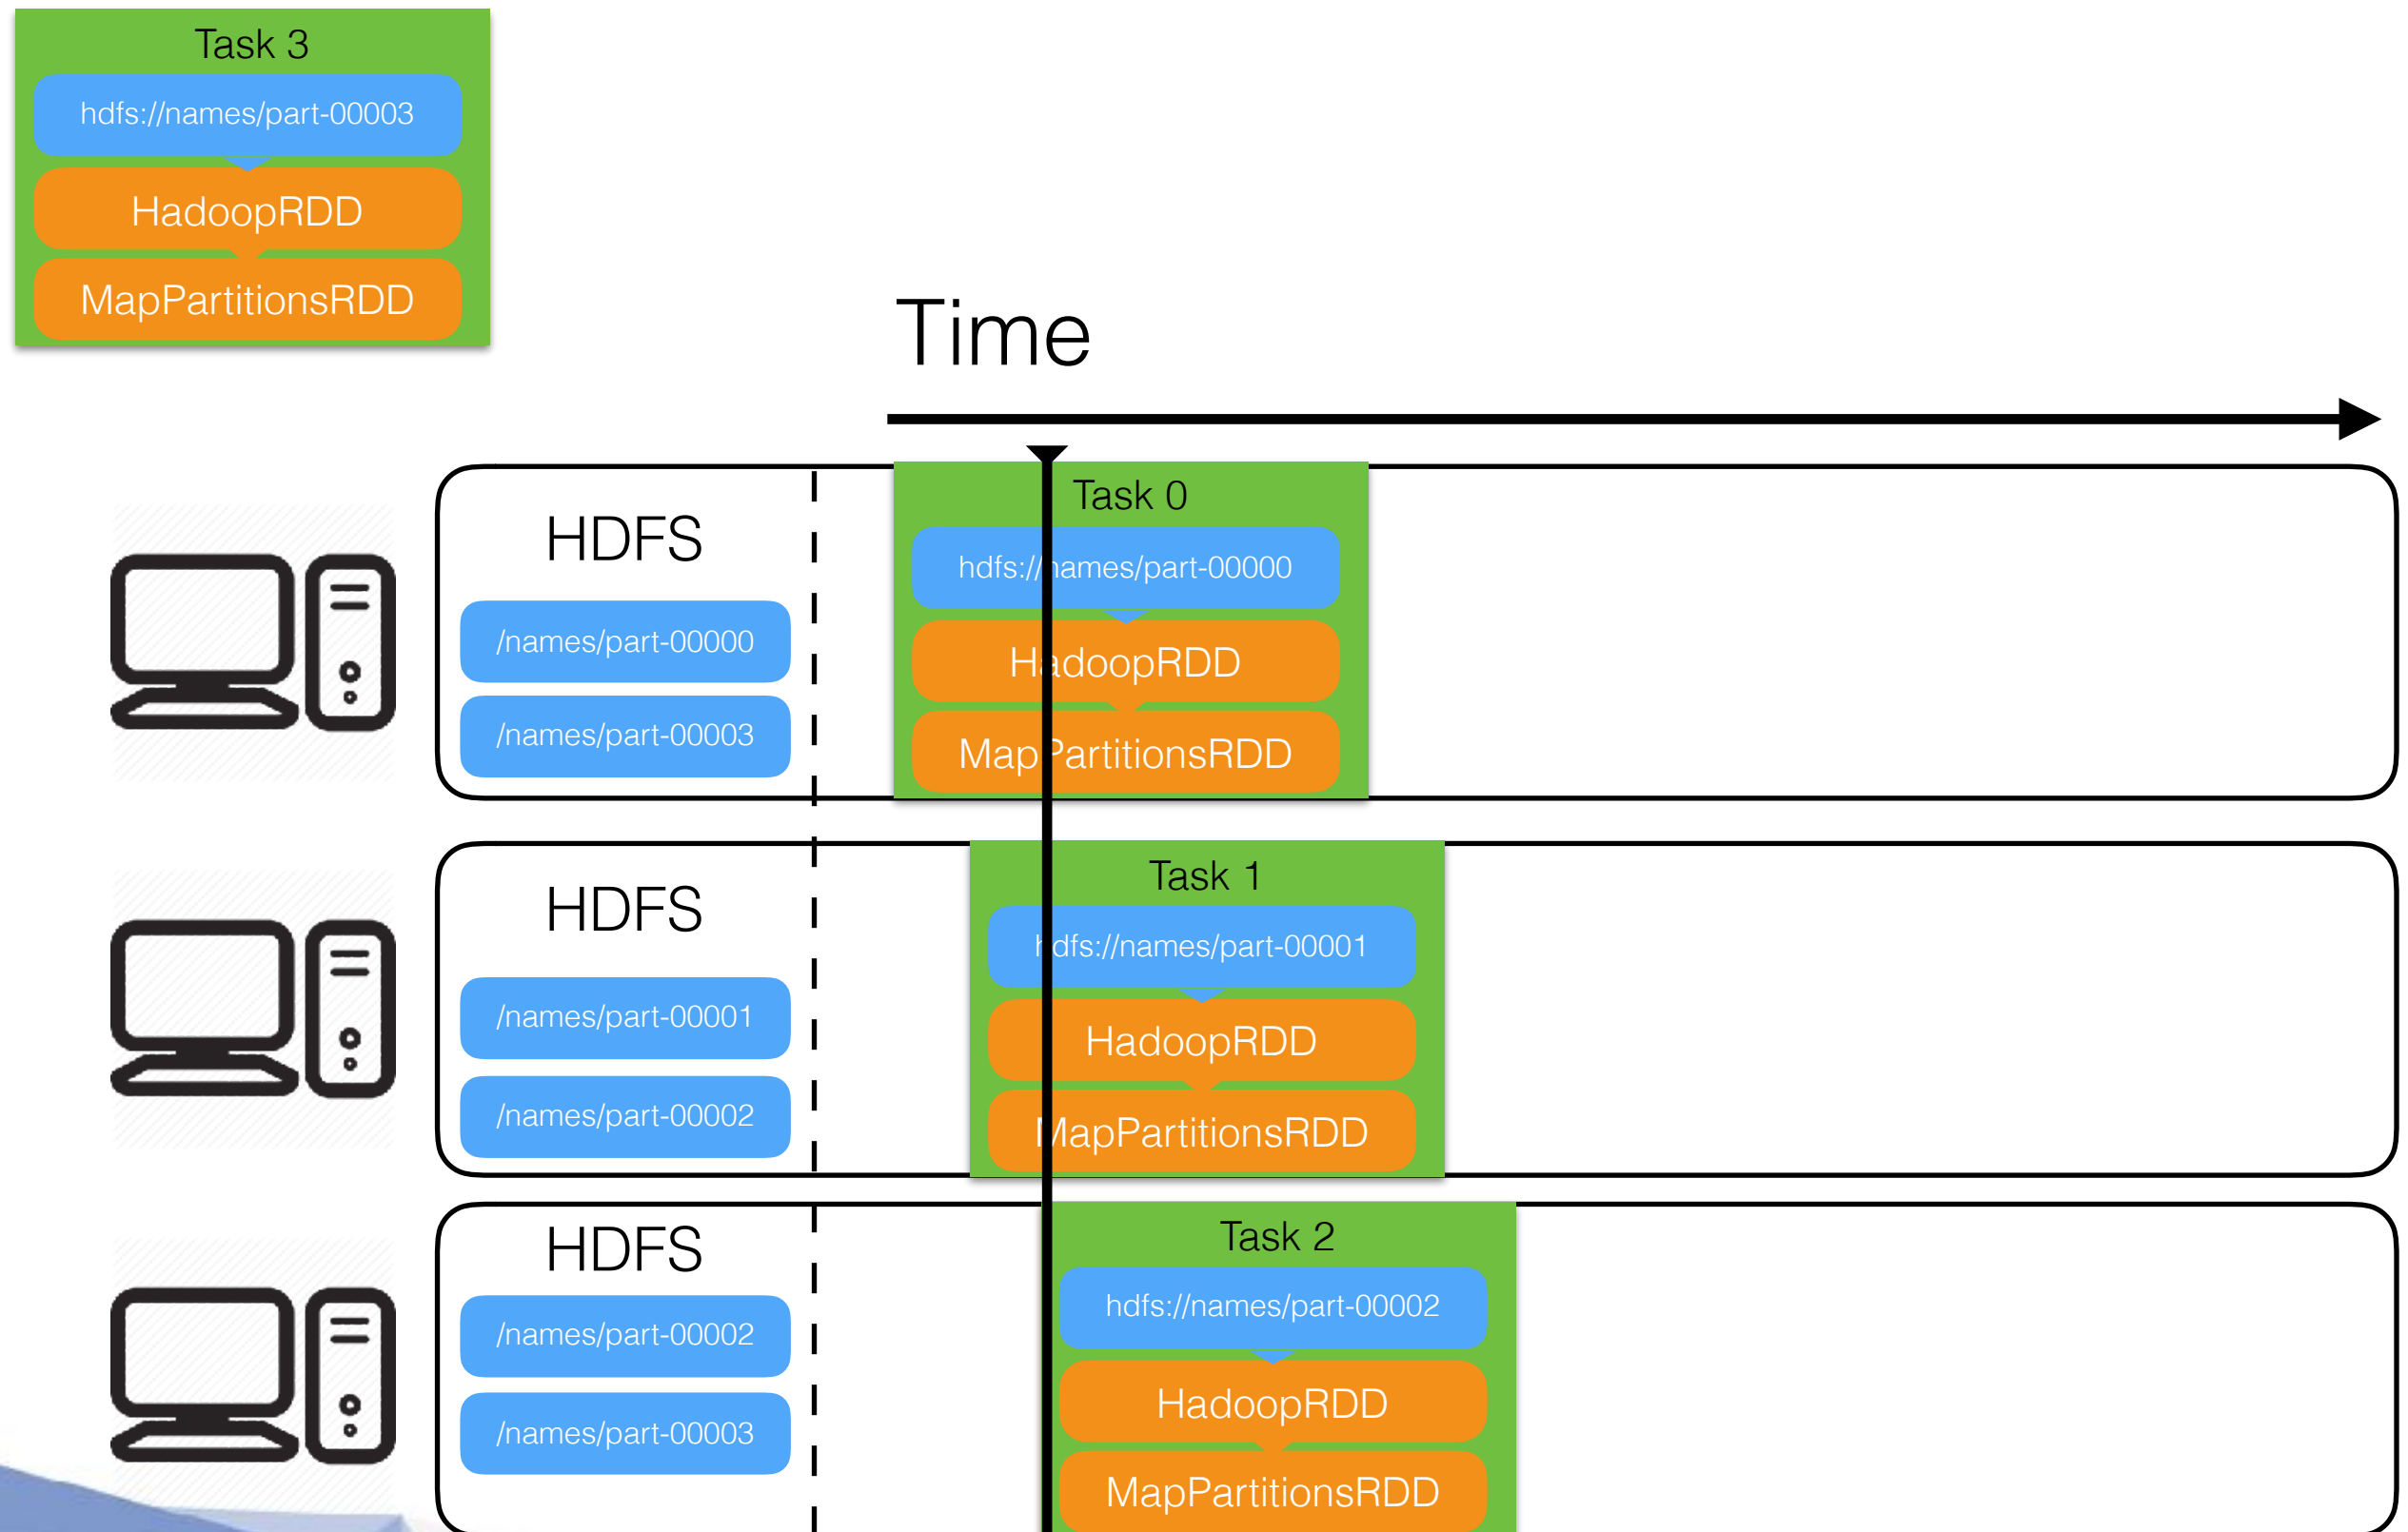 Task 3
hdfs://names/part-00003
HadoopRDD
MapPartitionsRDD
Time
HDFS
/names/part-00000
/names/part-00003
Task 0
hdfs://names/part-00000
HadoopRDD
MapPartitionsRDD
HDFS
/names/part-00001
/names/part-00002
Task 1
hdfs://names/part-00001
HadoopRDD
MapPartitionsRDD
HDFS
/names/part-00002
/names/part-00003
Task 2
hdfs://names/part-00002
HadoopRDD
MapPartitionsRDD